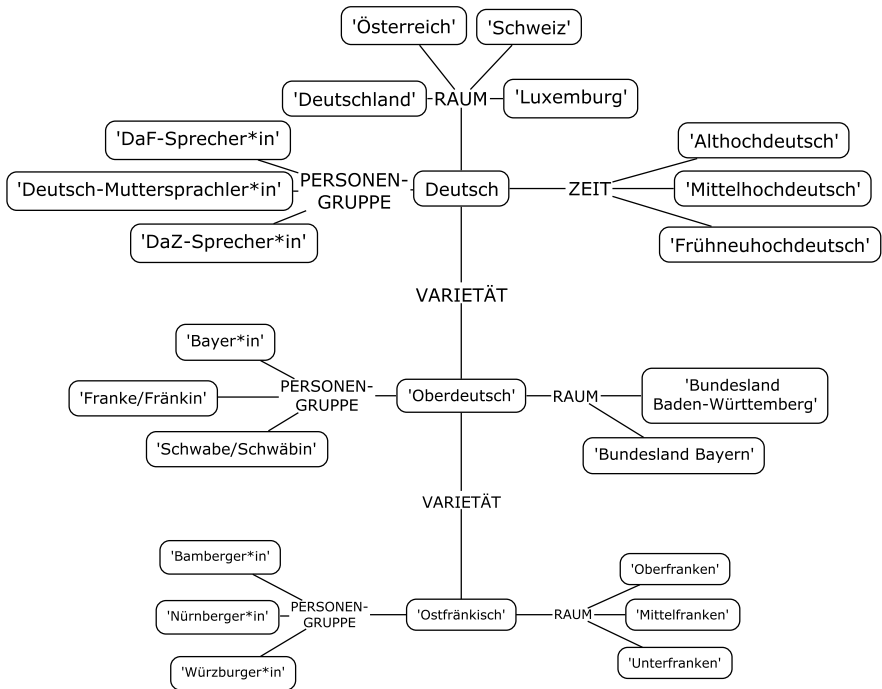 'Österreich'
'Schweiz'
'Deutschland'
RAUM
'Luxemburg'
'DaF-Sprecher*in'
'Althochdeutsch'
'Deutsch-Muttersprachler*in'
PERSONEN-
GRUPPE
Deutsch
ZEIT
'Mittelhochdeutsch'
'DaZ-Sprecher*in'
'Frühneuhochdeutsch'
VARIETÄT
'Bayer*in'
'Franke/Fränkin'
PERSONEN-
GRUPPE
'Oberdeutsch'
RAUM
'Bundesland
Baden-Württemberg'
'Schwabe/Schwäbin'
'Bundesland Bayern'
VARIETÄT
'Bamberger*in'
'Oberfranken'
'Nürnberger*in'
PERSONEN-
GRUPPE
'Ostfränkisch'
RAUM
'Mittelfranken'
'Würzburger*in'
'Unterfranken'